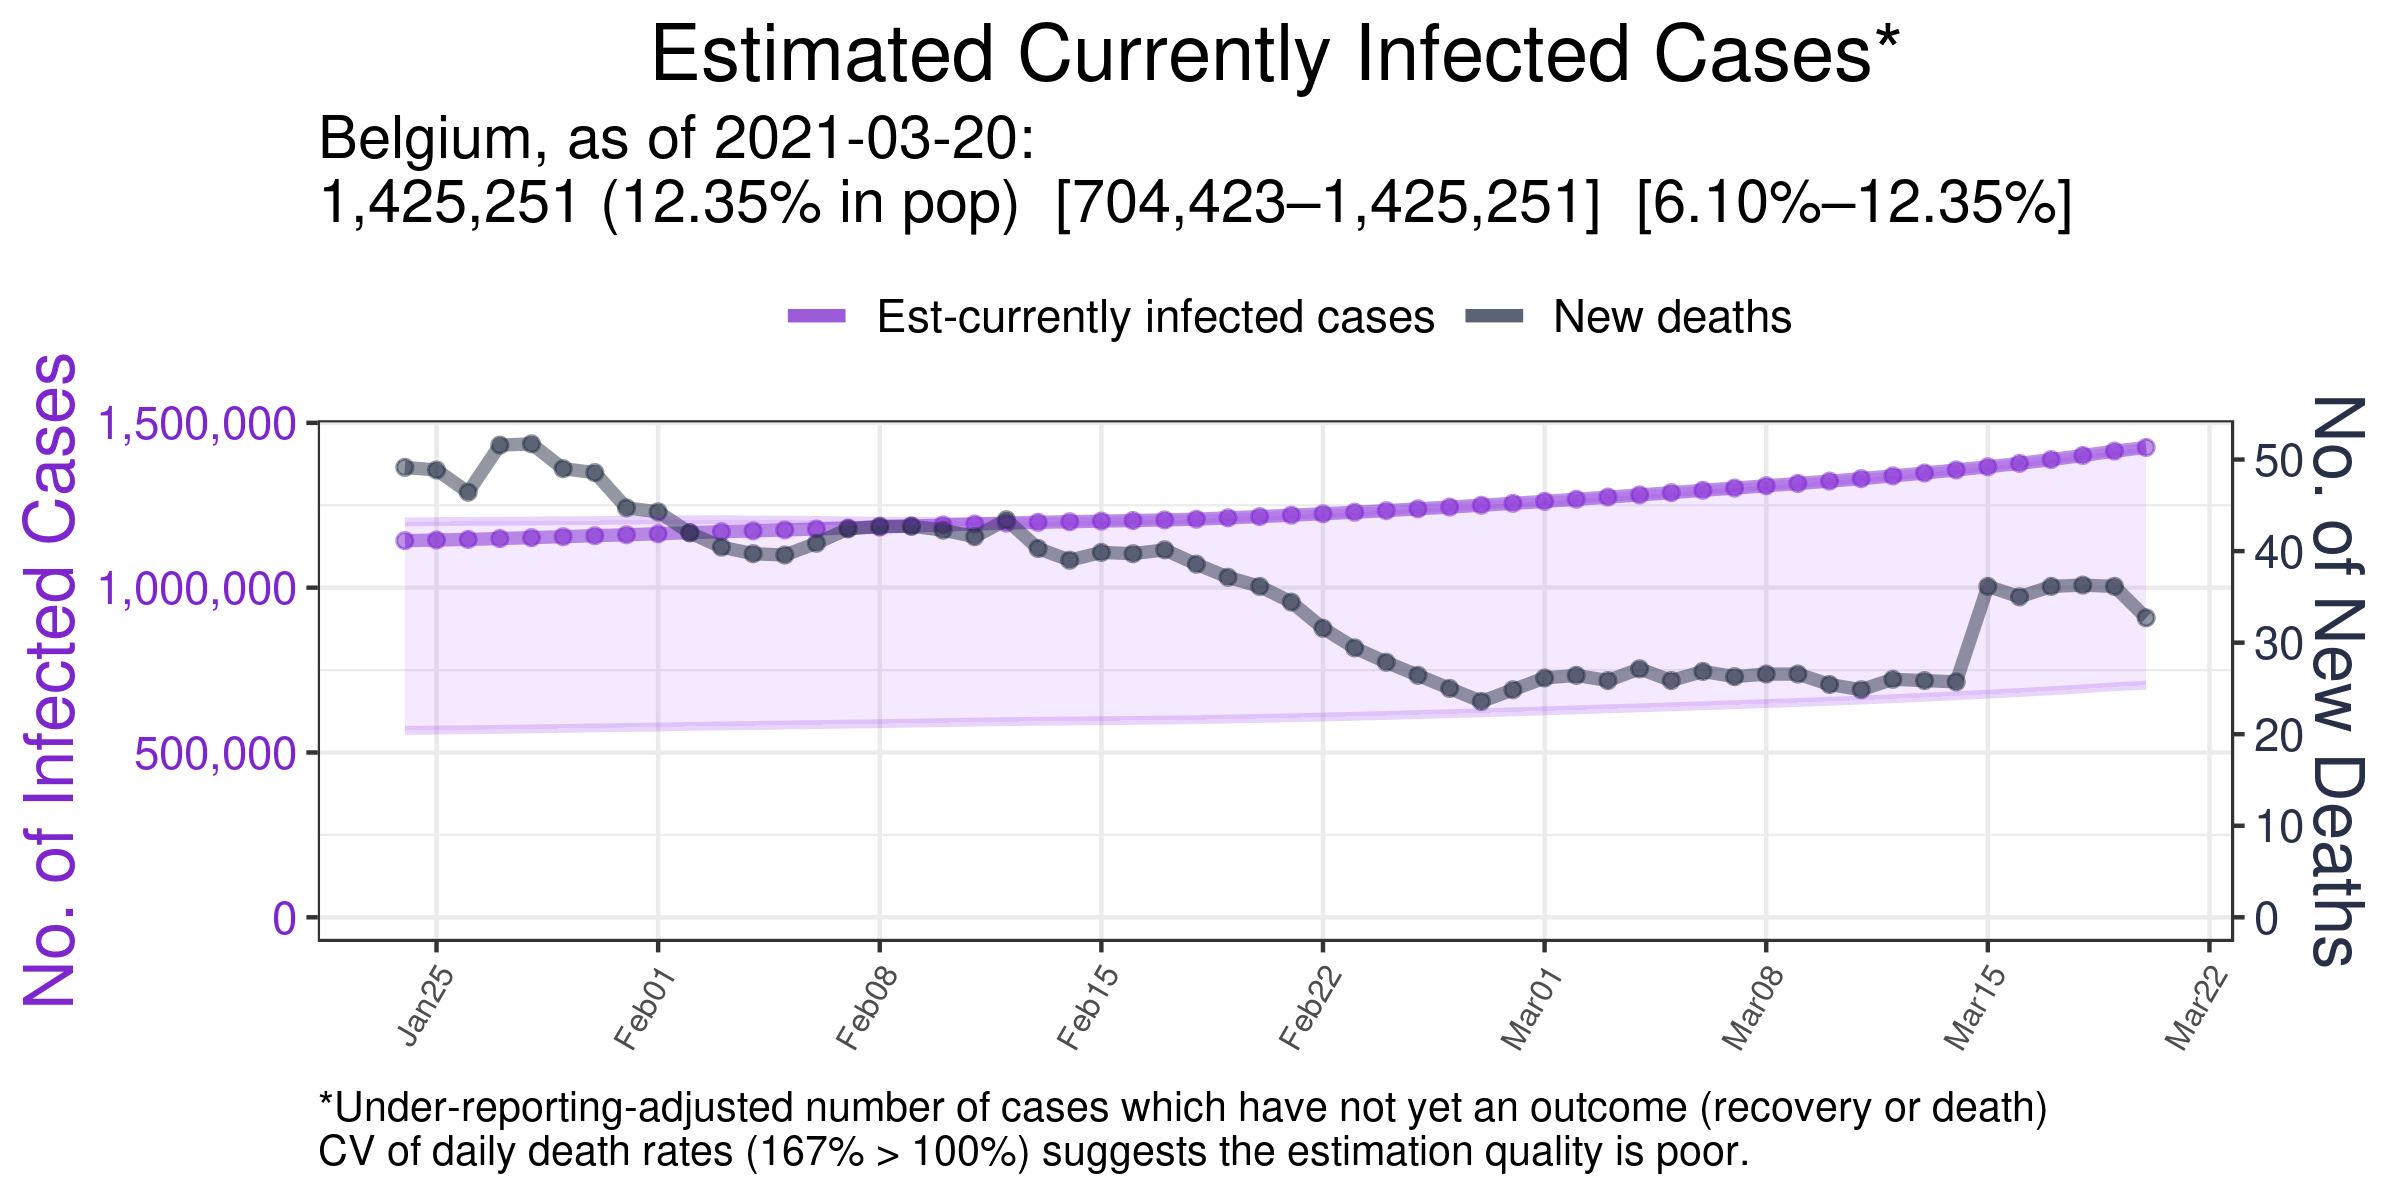 Estimated Currently Infected Cases*
Belgium, as of 2021-03-20:
1,425,251 (12.35% in pop)  [704,423–1,425,251]  [6.10%–12.35%]
Est-currently infected cases
New deaths
No. of Infected Cases
1,500,000
1,000,000
500,000
0
50
40
30
20
10
0
No. of New Deaths
Jan25
Feb01
Feb08
Feb15
Feb22
Mar01
Mar08
Mar15
Mar22
*Under-reporting-adjusted number of cases which have not yet an outcome (recovery or death)
CV of daily death rates (167% > 100%) suggests the estimation quality is poor.